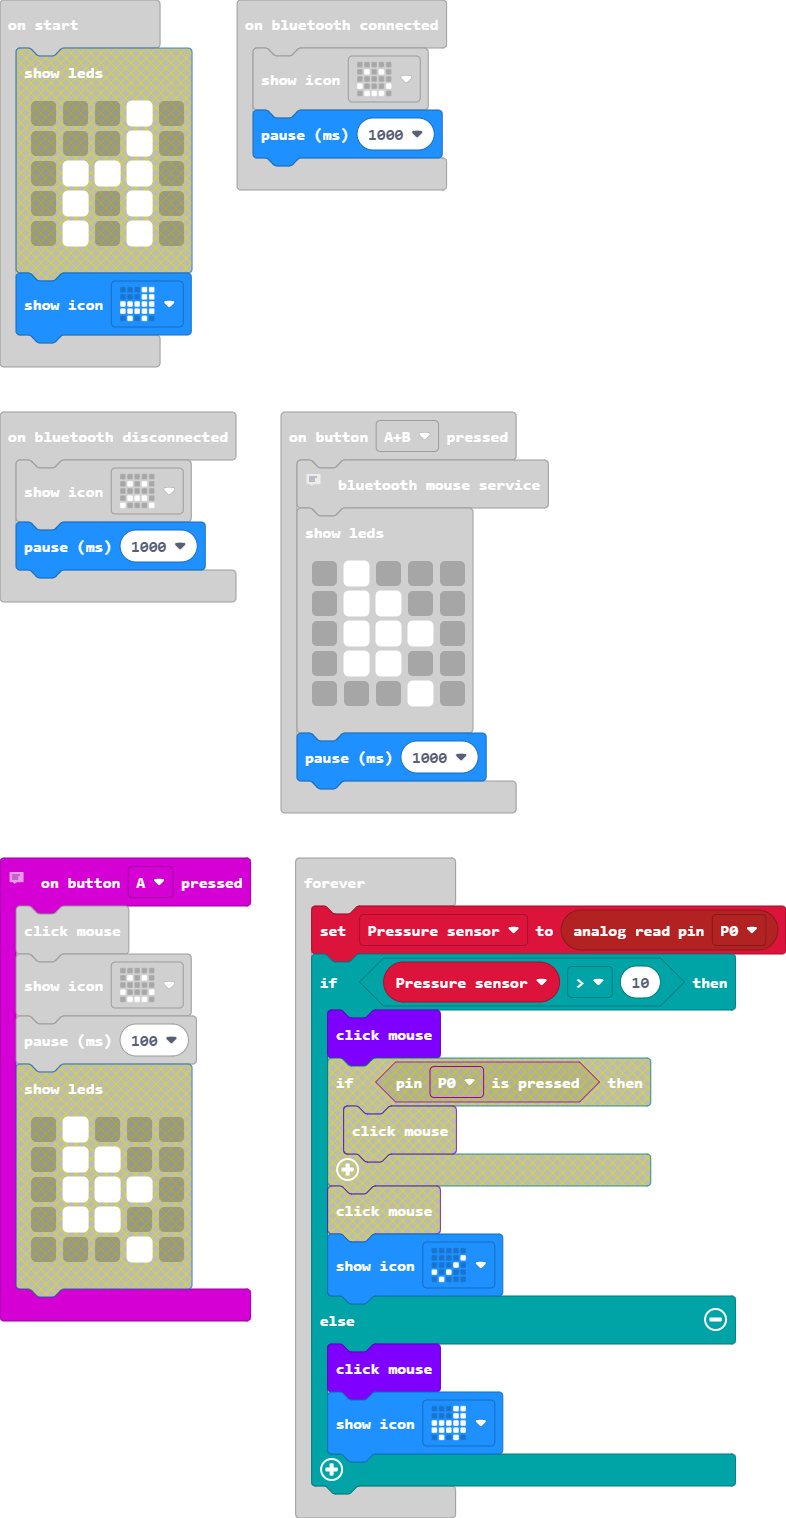 on start
show leds
show icon
on bluetooth connected
show icon
pause (ms) 1000
on bluetooth disconnected
show icon
pause (ms) 1000
on button A+B pressed
bluetooth mouse service
show leds
pause (ms) 1000
on button A pressed
click mouse
show icon
pause (ms) 100
show leds
forever
set Pressure sensor to analog read pin P0
if Pressure sensor > 10 then
click mouse
if pin P0 is pressed then
click mouse
click mouse
show icon
else
click mouse
show icon